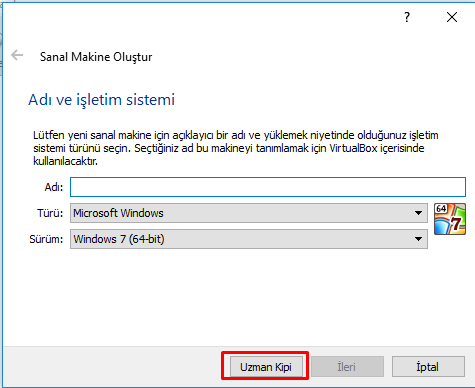 ?
Sanal Makine Oluştur
Adı ve işletim sistemi
Lütfen yeni sanal makine için açıklayıcı bir adı ve yüklemek niyetinde olduğunuz işletim
sistemi türünü seçin. Seçtiğiniz ad bu makineyi tanımlamak için VirtualBox içerisinde
kullanılacaktır.
Adı:
Türü: Microsoft Windows
64
7
Sürüm: Windows 7 (64-bit)
Uzman Kipi İleri İptal